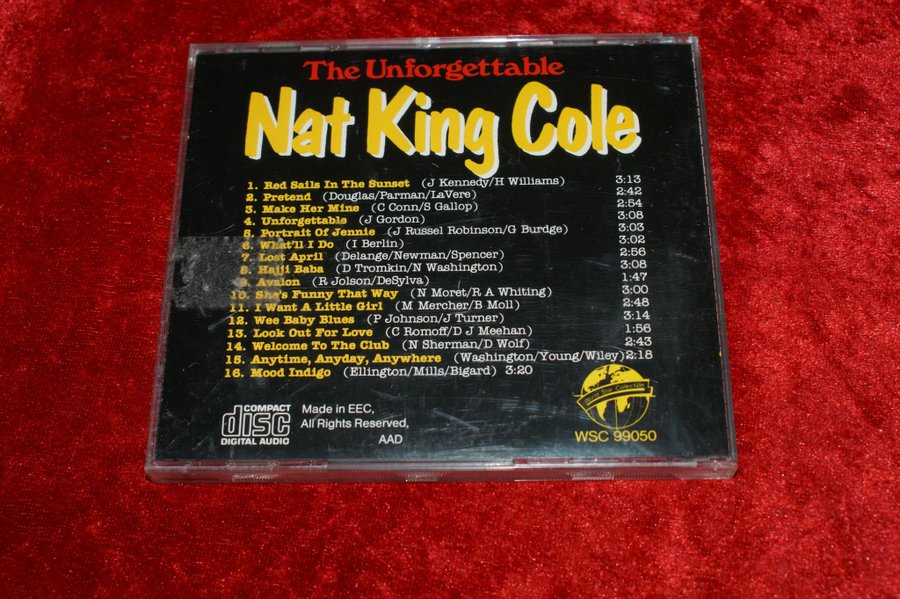 The Unforgettable
Nat King Cole
1. Red Sails In The Sunset (J Kennedy/H Williams) 3:13
2. Pretend (Douglas/Parman/LaVere) 2:42
3. Make Her Mine (C Conn/S Gallop) 2:54
4. Unforgettable (J Gordon) 3:08
5. Portrait Of Jennie (J Russel Robinson/G Burdge) 3:03
6. What'll I Do (I Berlin) 3:02
7. Lost April (Delange/Newman/Spencer) 2:56
8. Hajji Baba (D Tromkin/N Washington) 3:08
9. Avalon (R Jolson/DeSylva) 1:47
10. She's Funny That Way (N Moret/R A Whiting) 3:00
11. I Want A Little Girl (M Mercher/B Moll) 2:48
12. Wee Baby Blues (P Johnson/J Turner) 3:14
13. Look Out For Love (C Romoff/D J Meehan) 1:56
14. Welcome To The Club (N Sherman/D Wolf) 2:43
15. Anytime, Anyday, Anywhere (Washington/Young/Wiley) 2:18
16. Mood Indigo (Ellington/Mills/Bigard) 3:20
COMPACT
disc
DIGITAL AUDIO
Made in EEC,
All Rights Reserved,
AAD
World Star Collection
WSC 99050